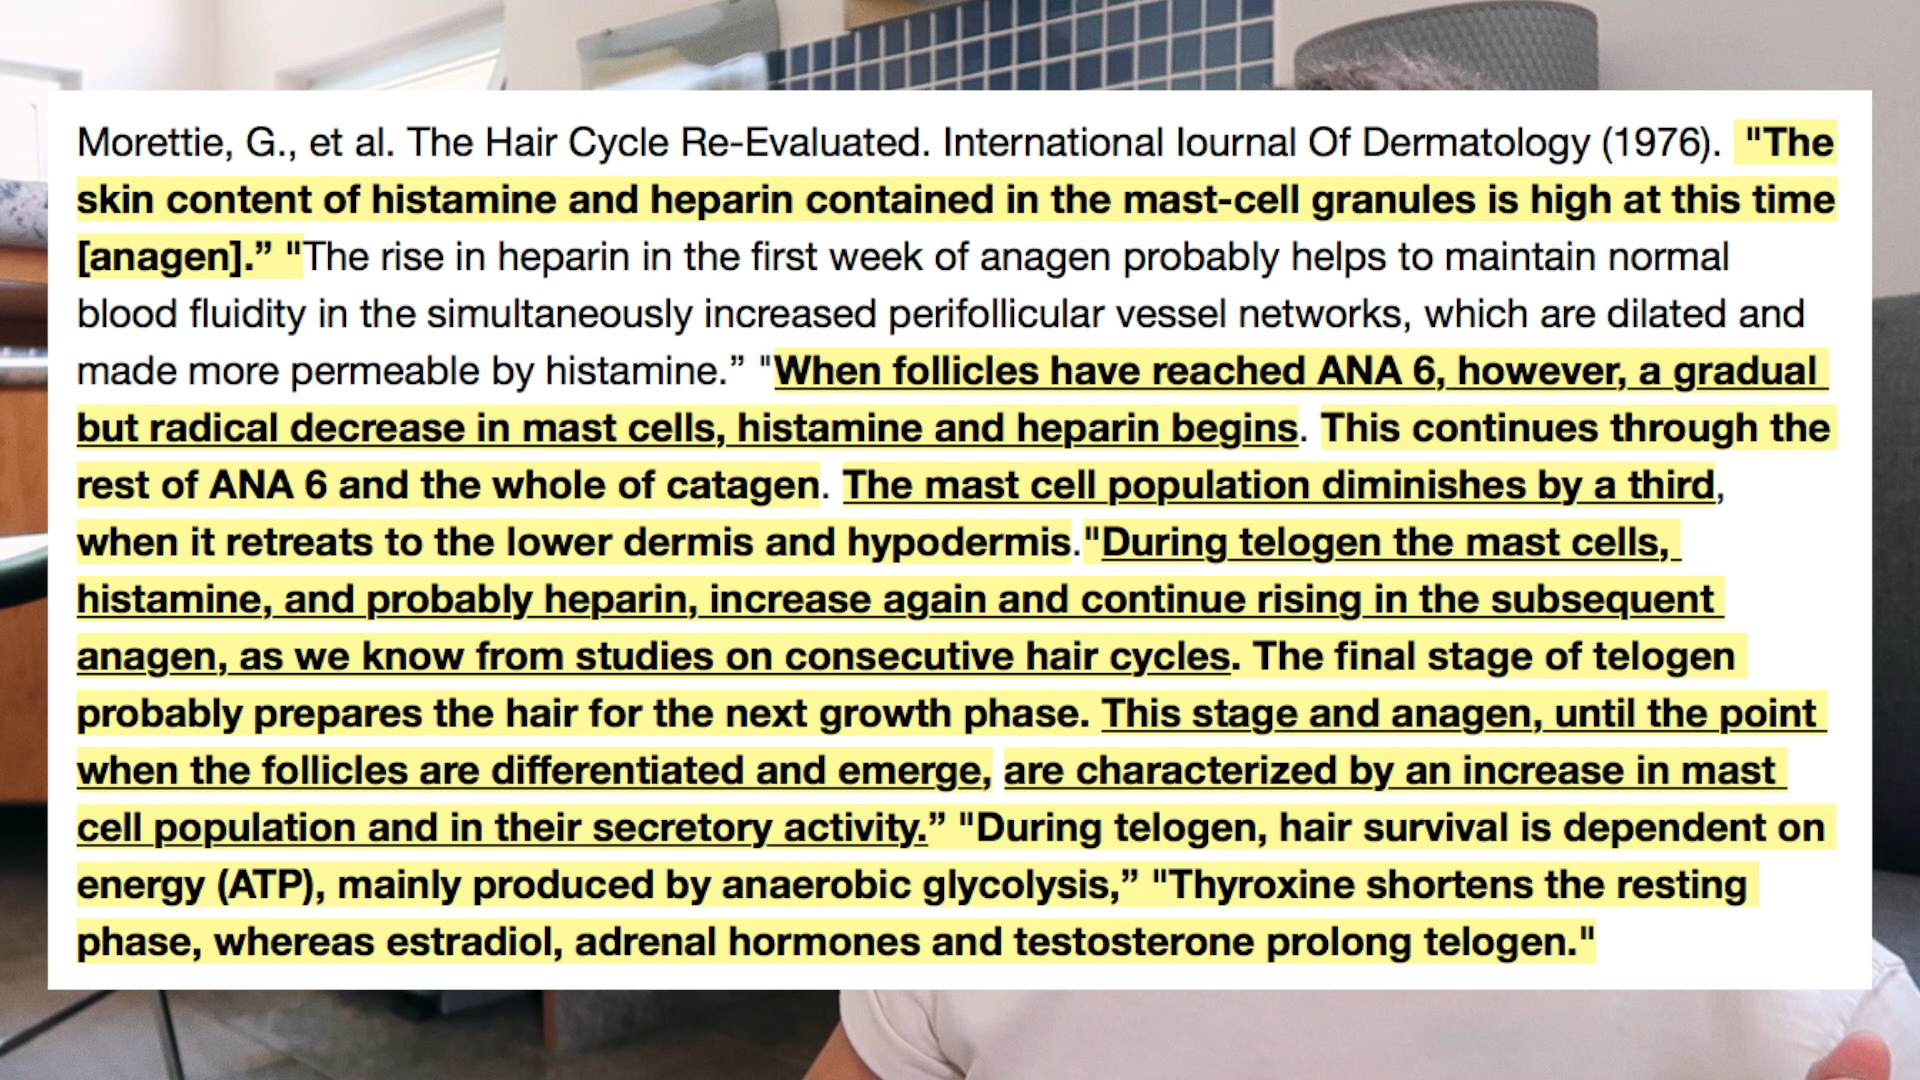 Morettie, G., et al. The Hair Cycle Re-Evaluated. International Iournal Of Dermatology (1976). "The
skin content of histamine and heparin contained in the mast-cell granules is high at this time
[anagen].” "The rise in heparin in the first week of anagen probably helps to maintain normal
blood fluidity in the simultaneously increased perifollicular vessel networks, which are dilated and
made more permeable by histamine.” "When follicles have reached ANA 6, however, a gradual
but radical decrease in mast cells, histamine and heparin begins. This continues through the
rest of ANA 6 and the whole of catagen. The mast cell population diminishes by a third,
when it retreats to the lower dermis and hypodermis."During telogen the mast cells,
histamine, and probably heparin, increase again and continue rising in the subsequent
anagen, as we know from studies on consecutive hair cycles. The final stage of telogen
probably prepares the hair for the next growth phase. This stage and anagen, until the point
when the follicles are differentiated and emerge, are characterized by an increase in mast
cell population and in their secretory activity.” "During telogen, hair survival is dependent on
energy (ATP), mainly produced by anaerobic glycolysis,” "Thyroxine shortens the resting
phase, whereas estradiol, adrenal hormones and testosterone prolong telogen."